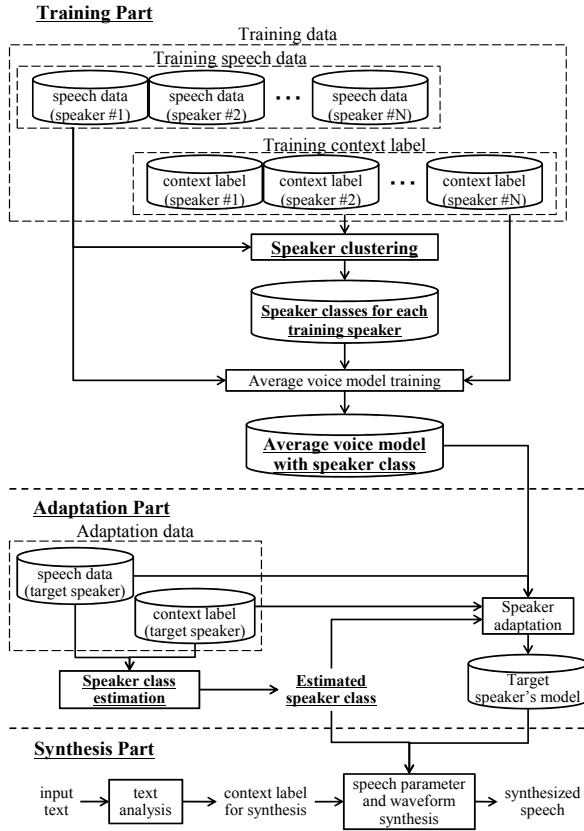 Training Part
Training data
Training speech data
speech data
(speaker #1)
speech data
(speaker #2)
...
speech data
(speaker #N)
Training context label
context label
(speaker #1)
context label
(speaker #2)
...
context label
(speaker #N)
Speaker clustering
Speaker classes for each
training speaker
Average voice model training
Average voice model
with speaker class
Adaptation Part
Adaptation data
speech data
(target speaker)
context label
(target speaker)
Speaker
adaptation
Speaker class
estimation
Estimated
speaker class
Target
speaker's model
Synthesis Part
input
text
text
analysis
context label
for synthesis
speech parameter
and waveform
synthesis
synthesized
speech